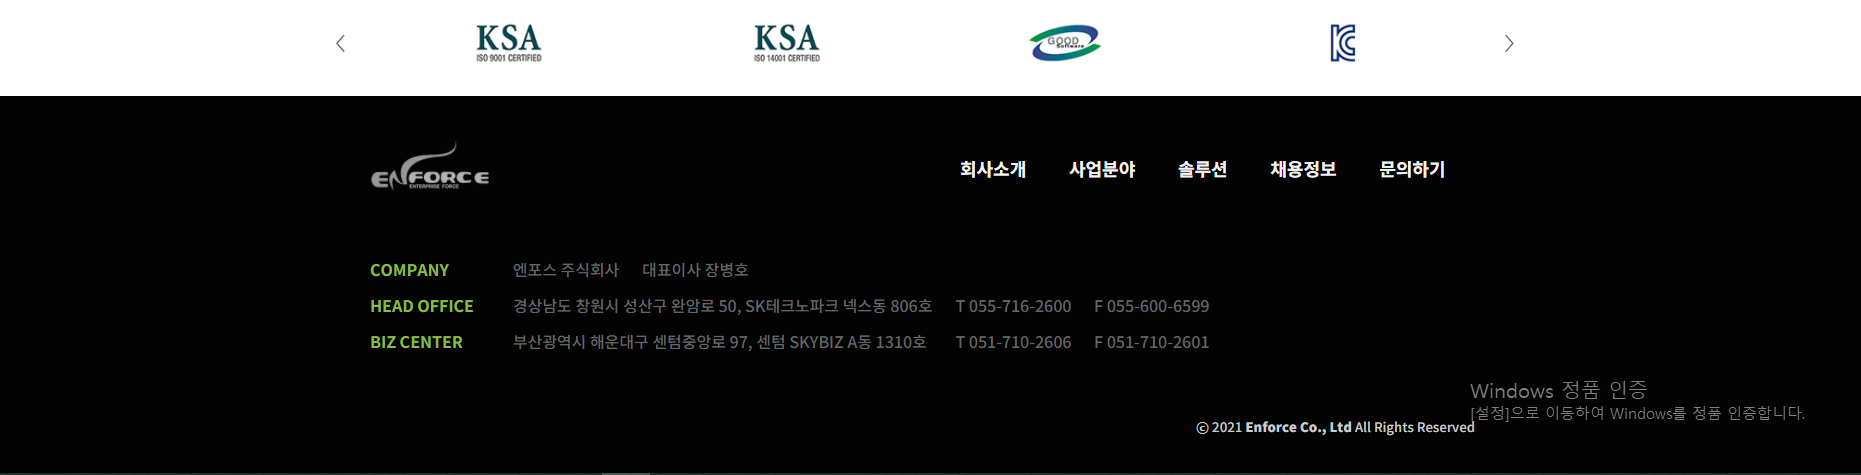 KSA
ISO 9001 CERTIFIED
KSA
ISO 14001 CERTIFIED
GOOD
Software
ENFORCE
ENTERPRISE FORCE
회사소개 사업분야 솔루션 채용정보 문의하기
COMPANY 엔포스 주식회사 대표이사 장병호
HEAD OFFICE 경상남도 창원시 성산구 완암로 50, SK테크노파크 넥스동 806호 T 055-716-2600 F 055-600-6599
BIZ CENTER 부산광역시 해운대구 센텀중앙로 97, 센텀 SKYBIZ A동 1310호 T 051-710-2606 F 051-710-2601
Windows 정품 인증
[설정]으로 이동하여 Windows를 정품 인증합니다.
© 2021 Enforce Co., Ltd All Rights Reserved